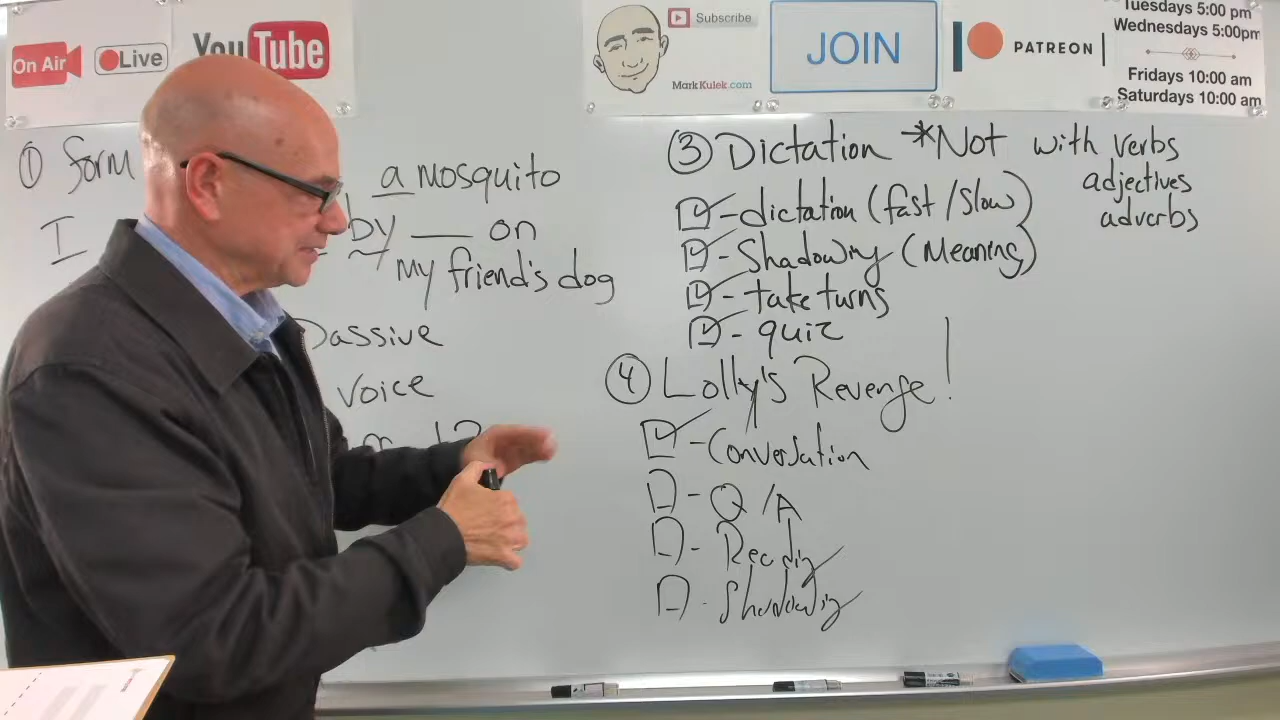 On Air
Live
YouTube
Subscribe
MarkKulek.com
JOIN
PATREON
Tuesdays 5:00 pm
Wednesdays 5:00pm
Fridays 10:00 am
Saturdays 10:00 am
① Form
a mosquito
I
by ___ on
my friend's dog
Passive
Voice
③ Dictation *Not with verbs
adjectives
adverbs
- dictation (fast/slow)
- Shadowing (Meaning)
- take turns
- quiz
④ Lolly's Revenge!
- Conversation
- Q/A
- Reading
- Shadowing